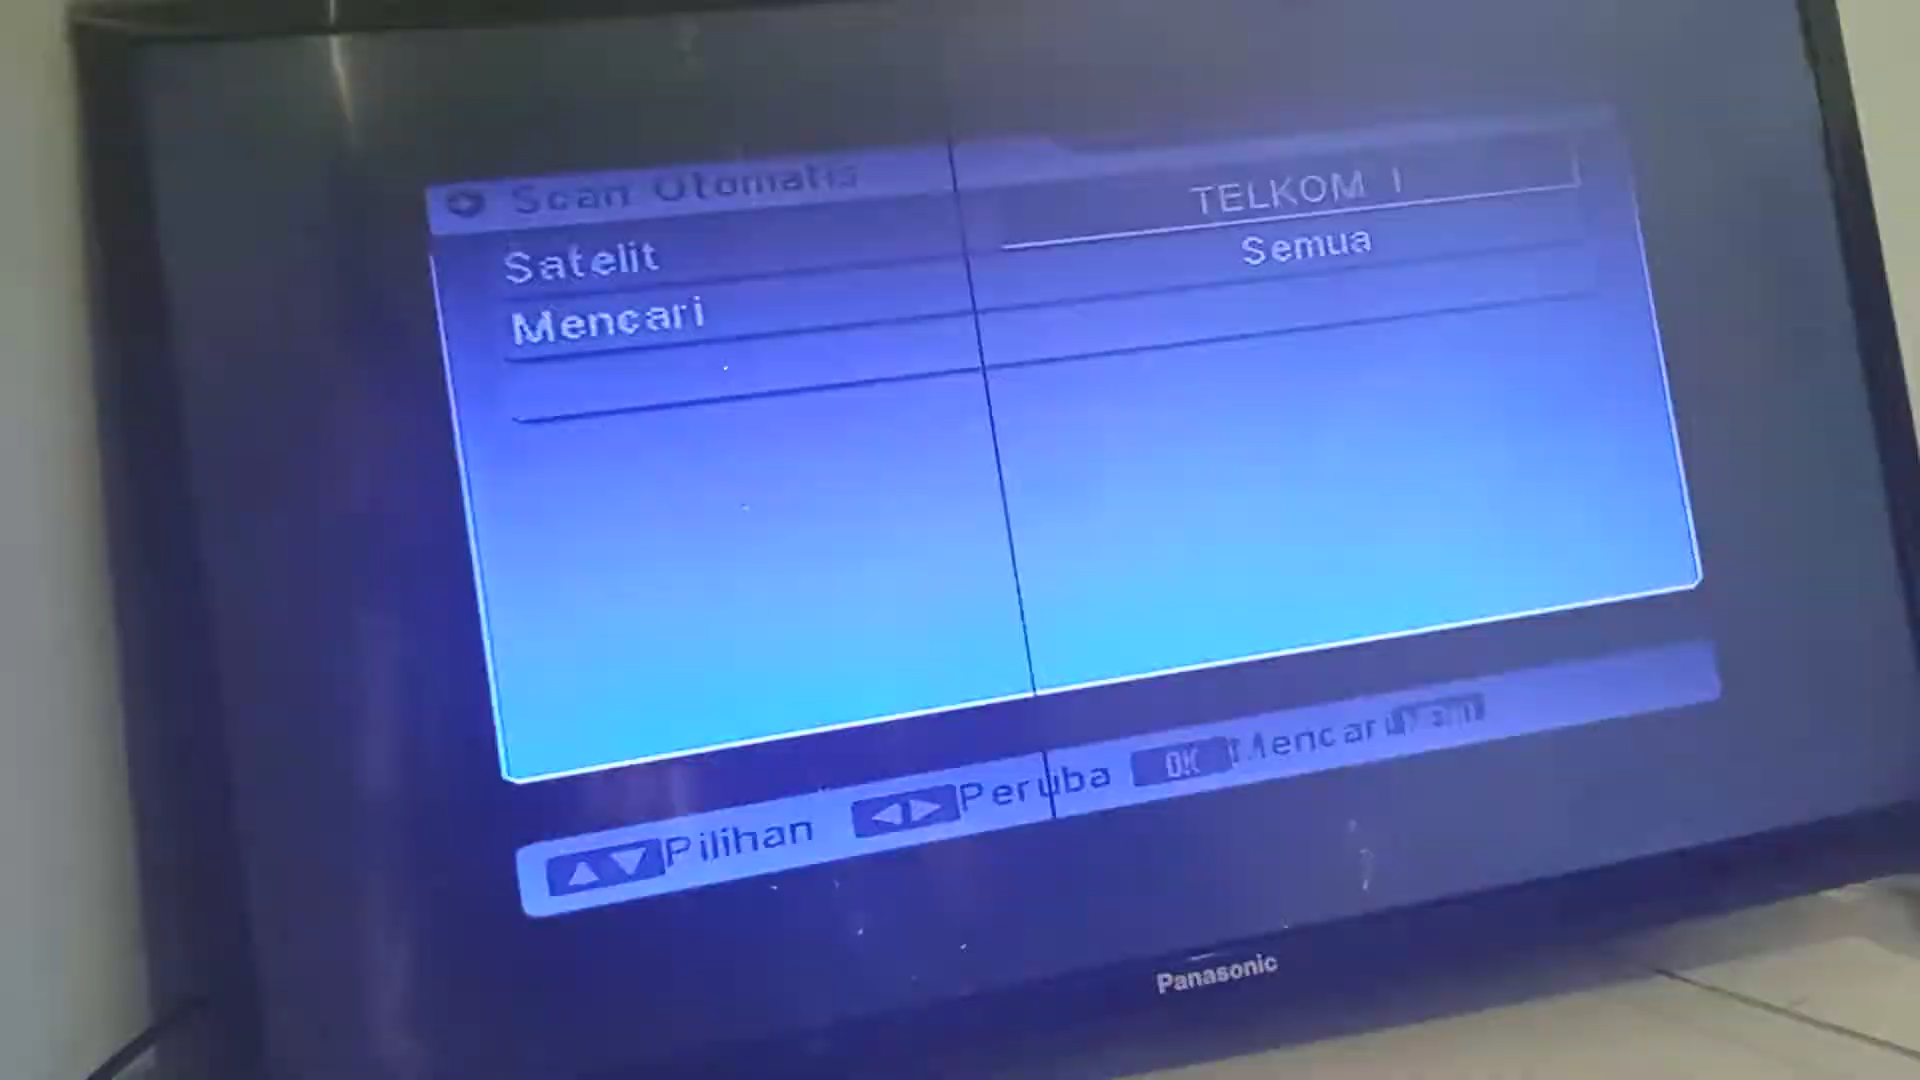 Scan Otomatis
Satelit TELKOM 1
Mencari Semua
Pilihan Peruba OK Mencari
Panasonic